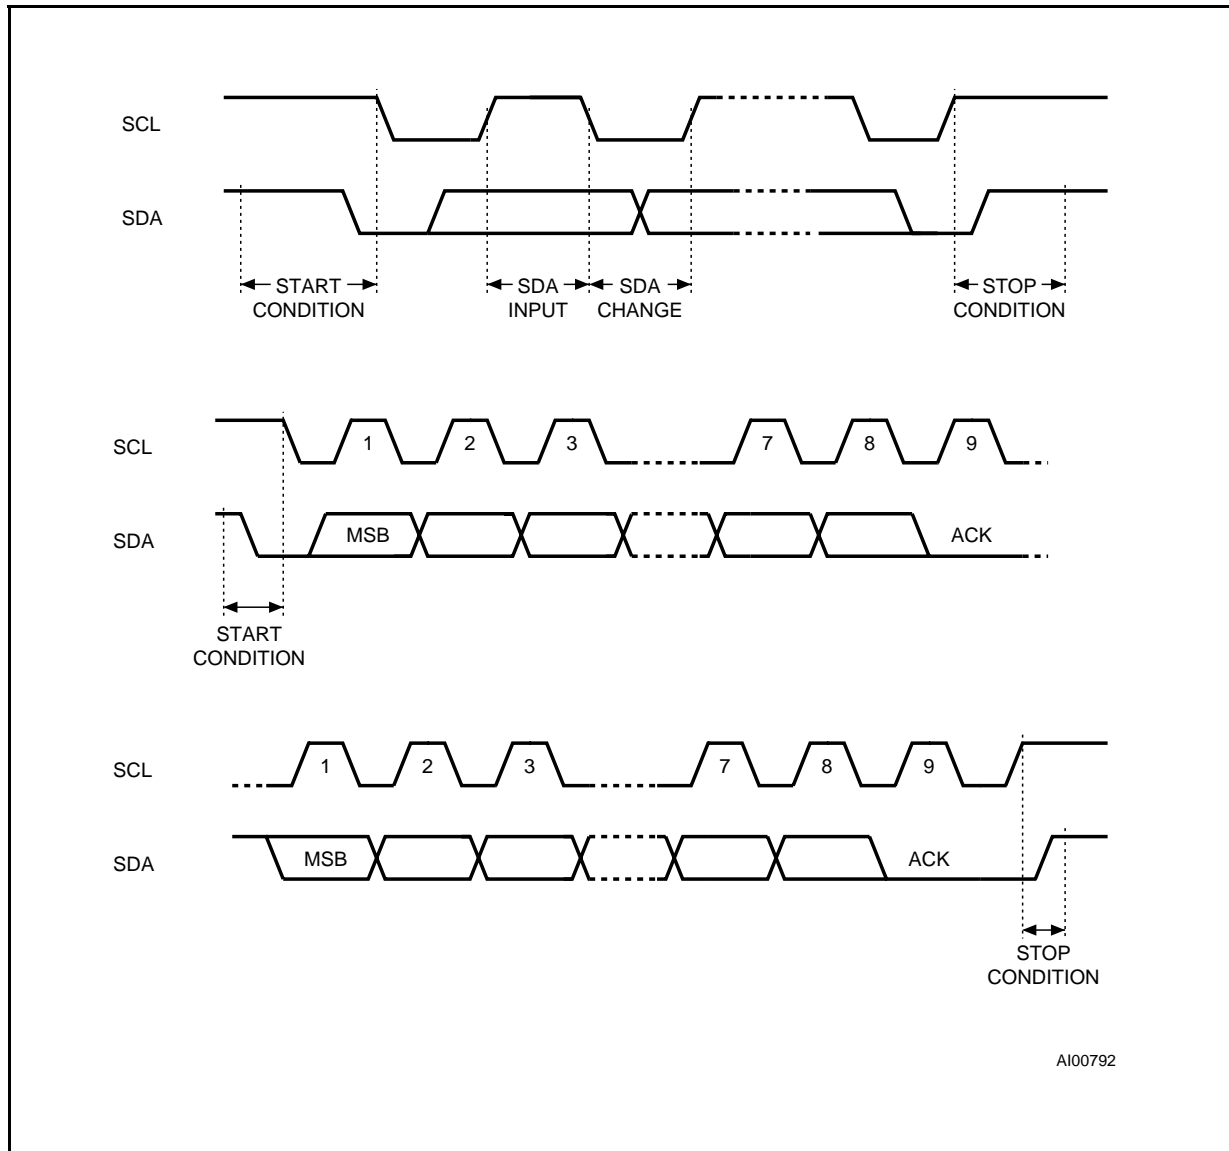 SCL
SDA
START
CONDITION
SDA
INPUT
SDA
CHANGE
STOP
CONDITION
SCL
1 2 3 7 8 9
SDA
MSB
ACK
START
CONDITION
SCL
1 2 3 7 8 9
SDA
MSB
ACK
STOP
CONDITION
AI00792